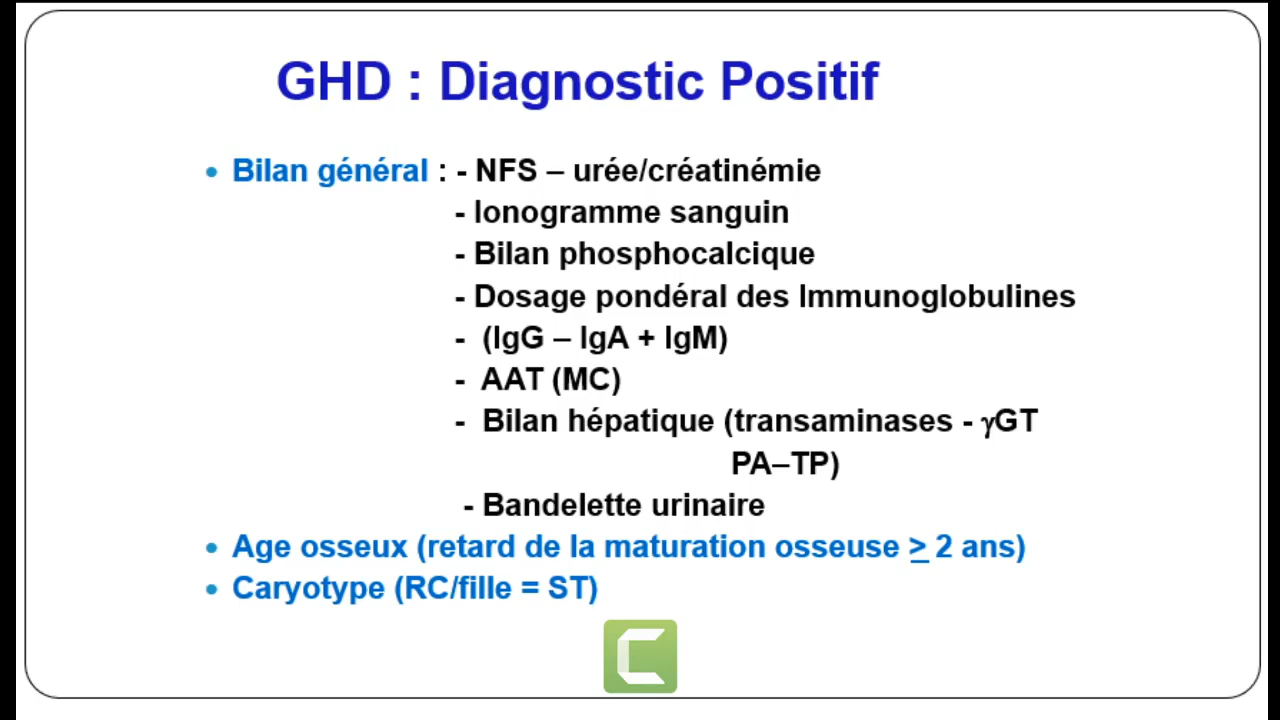 GHD : Diagnostic Positif
• Bilan général : - NFS – urée/créatinémie
- Ionogramme sanguin
- Bilan phosphocalcique
- Dosage pondéral des Immunoglobulines
- (IgG – IgA + IgM)
- AAT (MC)
- Bilan hépatique (transaminases - γGT
PA–TP)
- Bandelette urinaire
• Age osseux (retard de la maturation osseuse ≥ 2 ans)
• Caryotype (RC/fille = ST)